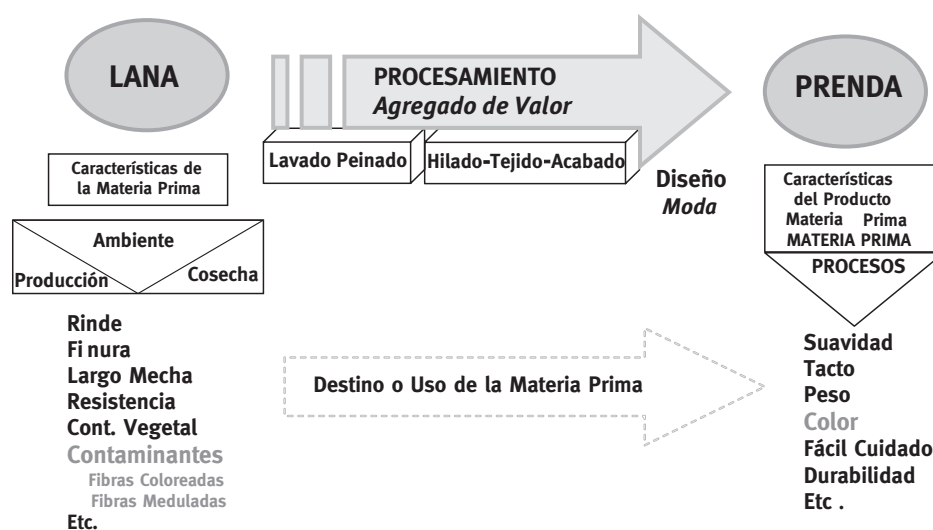 LANA
PROCESAMIENTO
Agregado de Valor
PRENDA
Lavado Peinado
Hilado-Tejido-Acabado
Características de
la Materia Prima
Diseño
Moda
Características
del Producto
Materia Prima
MATERIA PRIMA
PROCESOS
Ambiente
Producción
Cosecha
Rinde
Fi nura
Largo Mecha
Resistencia
Cont. Vegetal
Contaminantes
Fibras Coloreadas
Fibras Meduladas
Etc.
Destino o Uso de la Materia Prima
Suavidad
Tacto
Peso
Color
Fácil Cuidado
Durabilidad
Etc .